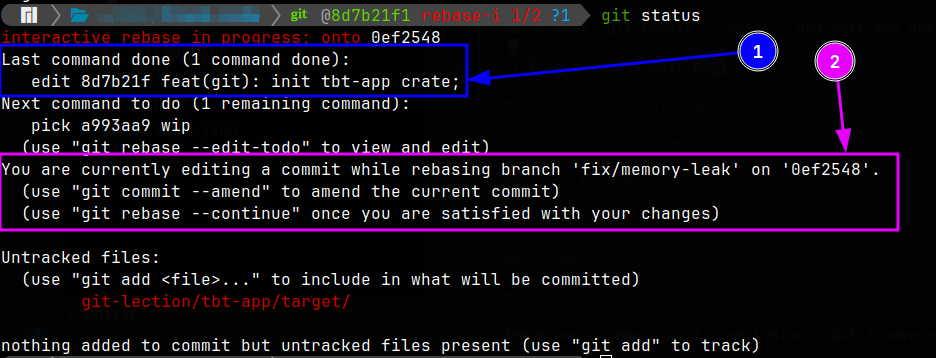 git @8d7b21f1 rebase-i 1/2 ?1 git status
interactive rebase in progress; onto 0ef2548
Last command done (1 command done):
edit 8d7b21f feat(git): init tbt-app crate;
1
2
Next command to do (1 remaining command):
pick a993aa9 wip
(use "git rebase --edit-todo" to view and edit)
You are currently editing a commit while rebasing branch 'fix/memory-leak' on '0ef2548'.
(use "git commit --amend" to amend the current commit)
(use "git rebase --continue" once you are satisfied with your changes)
Untracked files:
(use "git add <file>..." to include in what will be committed)
git-lection/tbt-app/target/
nothing added to commit but untracked files present (use "git add" to track)